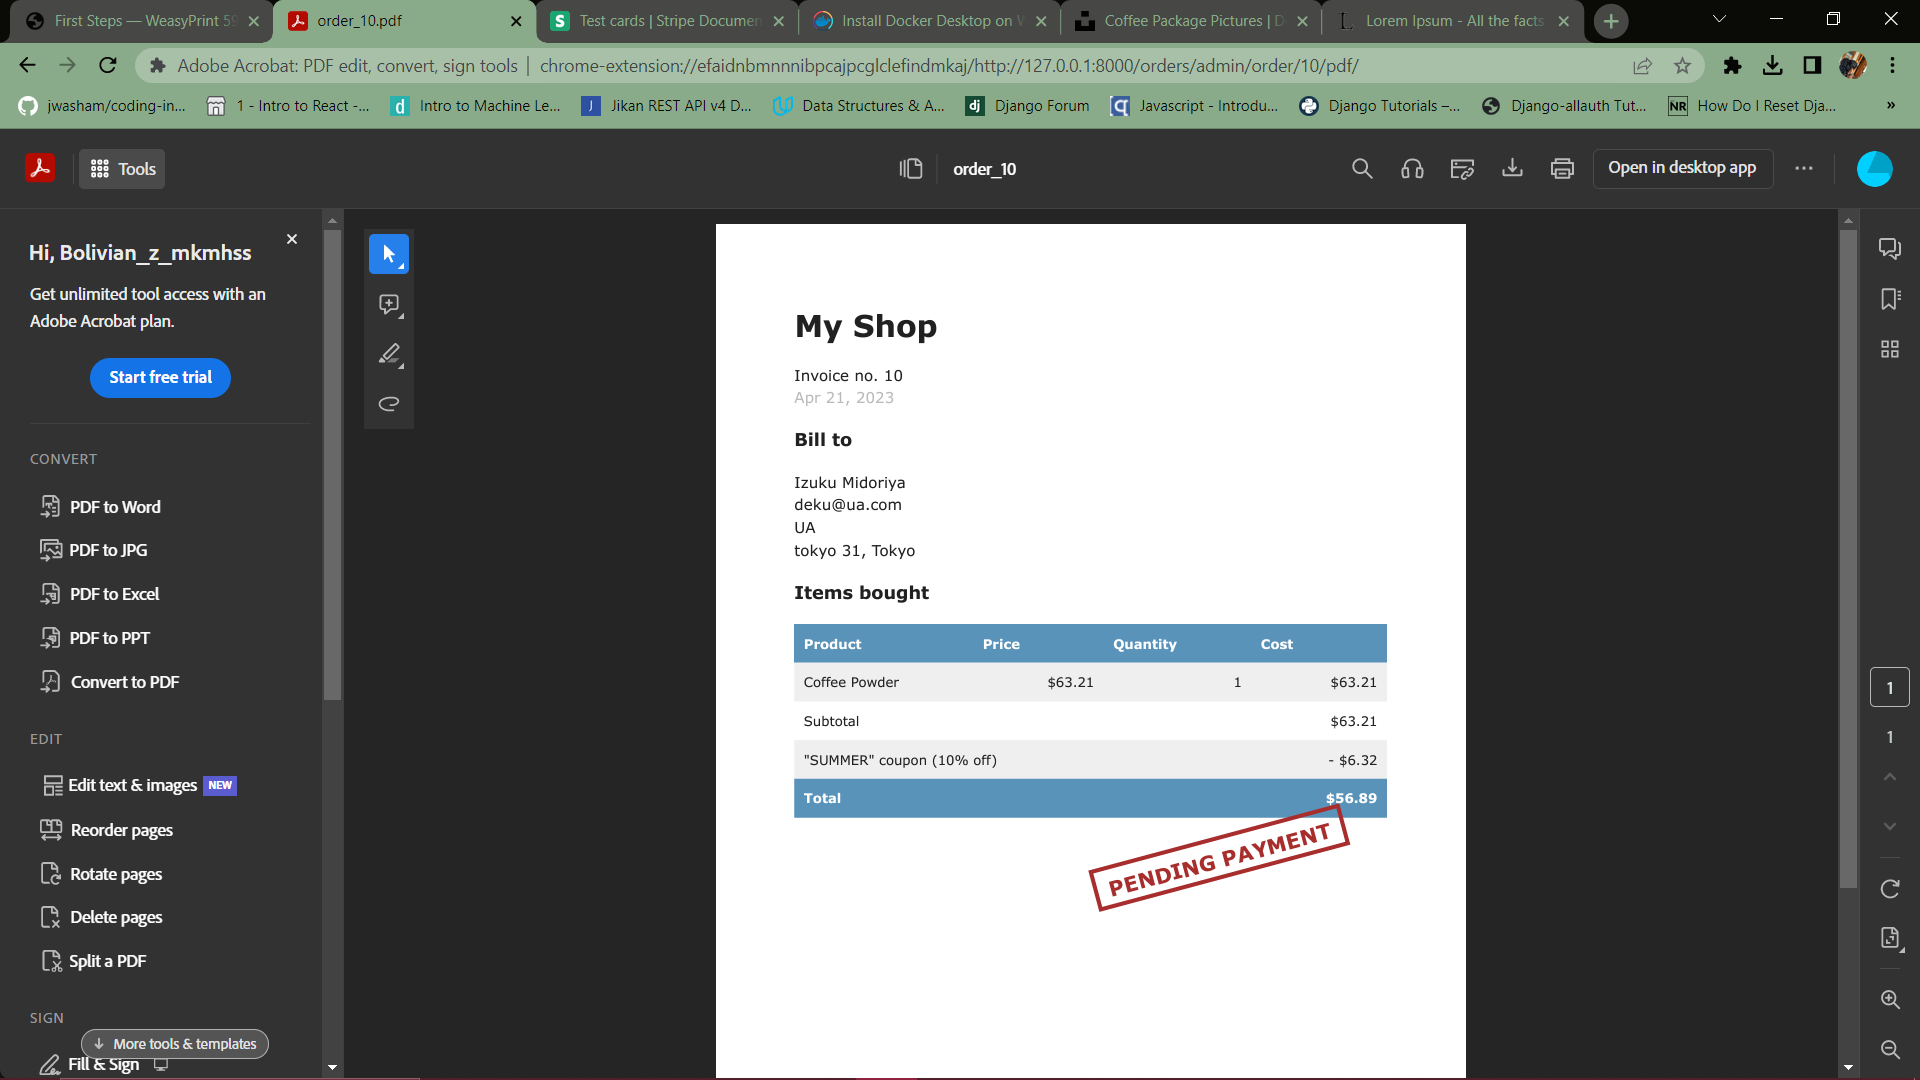 First Steps — WeasyPrint 59
order_10.pdf
Test cards | Stripe Documen
Install Docker Desktop on W
Coffee Package Pictures | D
Lorem Ipsum - All the facts
Adobe Acrobat: PDF edit, convert, sign tools | chrome-extension://efaidnbmnnnibpcajpcglclefindmkaj/http://127.0.0.1:8000/orders/admin/order/10/pdf/
jwasham/coding-in...
1 - Intro to React -...
Intro to Machine Le...
Jikan REST API v4 D...
Data Structures & A...
Django Forum
Javascript - Introdu...
Django Tutorials –...
Django-allauth Tut...
NR How Do I Reset Dja...
»
Tools
order_10
Open in desktop app
Hi, Bolivian_z_mkmhss
Get unlimited tool access with an
Adobe Acrobat plan.
Start free trial
CONVERT
PDF to Word
PDF to JPG
PDF to Excel
PDF to PPT
Convert to PDF
EDIT
Edit text & images NEW
Reorder pages
Rotate pages
Delete pages
Split a PDF
SIGN
More tools & templates
Fill & Sign
My Shop
Invoice no. 10
Apr 21, 2023
Bill to
Izuku Midoriya
deku@ua.com
UA
tokyo 31, Tokyo
Items bought
Product Price Quantity Cost
Coffee Powder $63.21 1 $63.21
Subtotal $63.21
"SUMMER" coupon (10% off) - $6.32
Total $56.89
PENDING PAYMENT
1
1